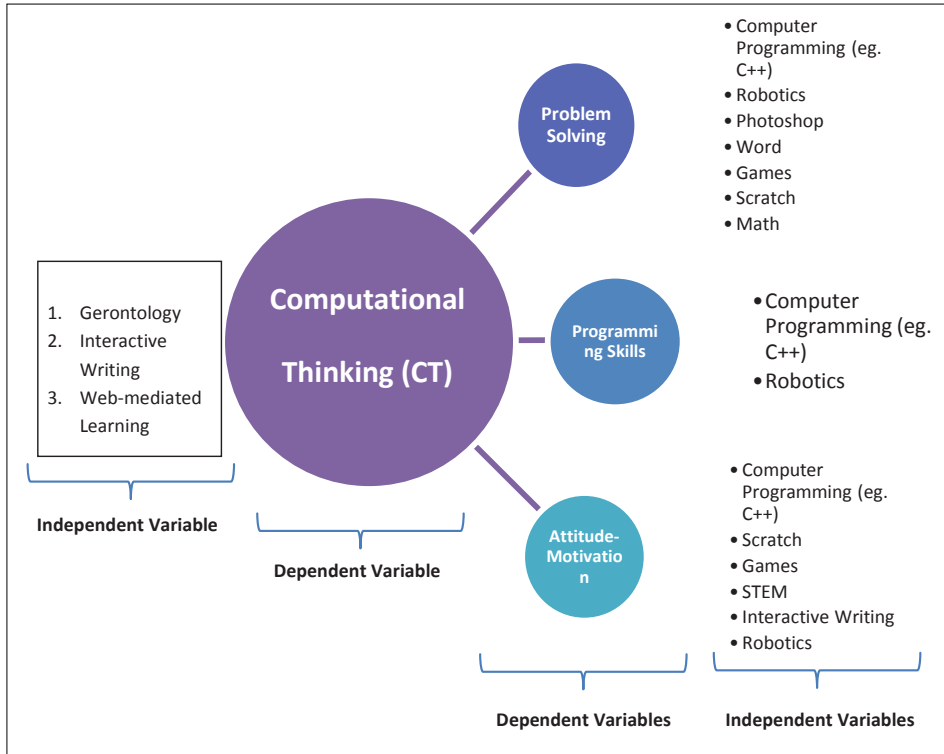 1. Gerontology
2. Interactive
Writing
3. Web-mediated
Learning
Independent Variable
Computational
Thinking (CT)
Dependent Variable
Problem
Solving
Programmi
ng Skills
Attitude-
Motivatio
n
Dependent Variables
• Computer
Programming (eg.
C++)
• Robotics
• Photoshop
• Word
• Games
• Scratch
• Math
• Computer
Programming (eg.
C++)
• Robotics
• Computer
Programming (eg.
C++)
• Scratch
• Games
• STEM
• Interactive Writing
• Robotics
Independent Variables